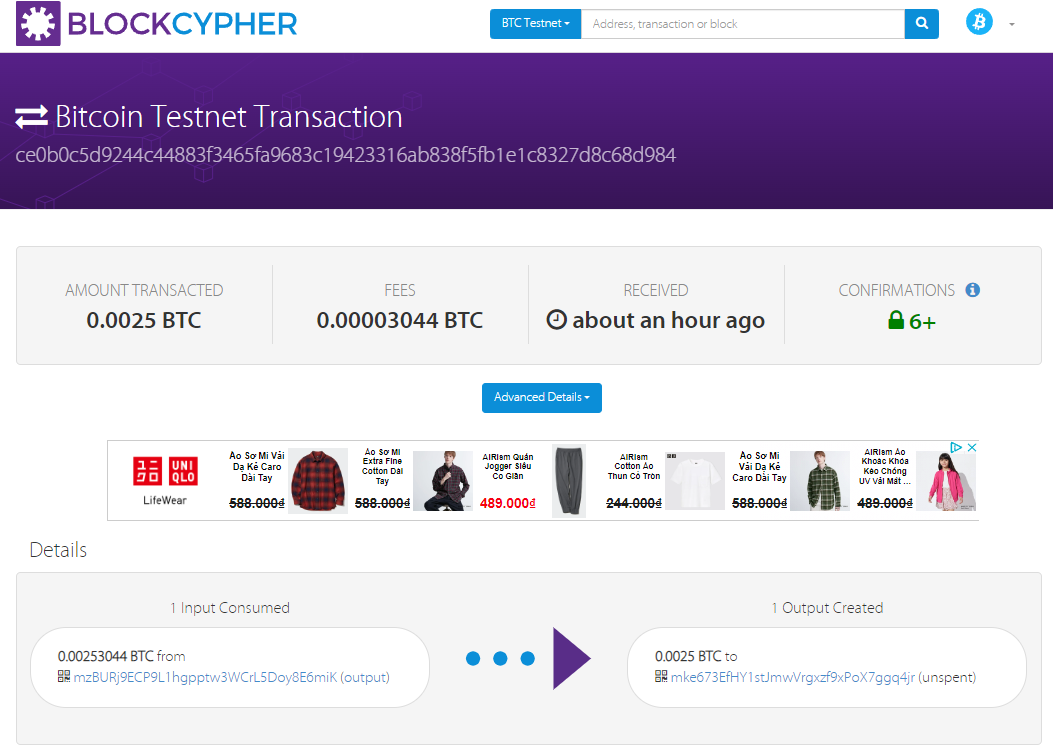 BLOCKCYPHER
BTC Testnet
Address, transaction or block
Bitcoin Testnet Transaction
ce0b0c5d9244c44883f3465fa9683c19423316ab838f5fb1e1c8327d8c68d984
AMOUNT TRANSACTED
0.0025 BTC
FEES
0.00003044 BTC
RECEIVED
about an hour ago
CONFIRMATIONS
6+
Advanced Details
UNI
QLO
LifeWear
Áo Sơ Mi Vải
Dạ Kẻ Caro
Dài Tay
588.000₫
Áo Sơ Mi
Extra Fine
Cotton Dài
Tay
588.000₫
AIRism Quần
Jogger Siêu
Co Giãn
489.000₫
AIRism
Cotton Áo
Thun Cổ Tròn
244.000₫
Áo Sơ Mi
Vải Dạ Kẻ
Caro Dài Tay
588.000₫
AIRism Áo
Khoác Khóa
Kéo Chống
UV Vải Mắt ...
489.000₫
Details
1 Input Consumed
0.00253044 BTC from
mzBURj9ECP9L1hgpptw3WCrL5Doy8E6miK (output)
1 Output Created
0.0025 BTC to
mke673EfHY1stJmwVrgxzf9xPoX7ggq4jr (unspent)